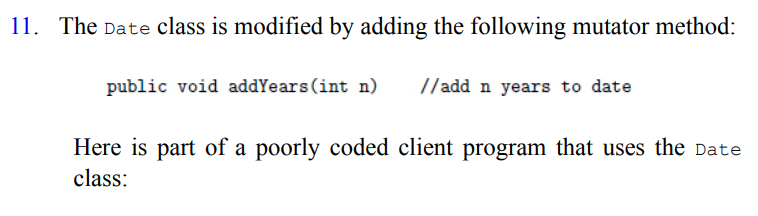 11. The Date class is modified by adding the following mutator method:
public void addYears(int n) //add n years to date
Here is part of a poorly coded client program that uses the Date
class: